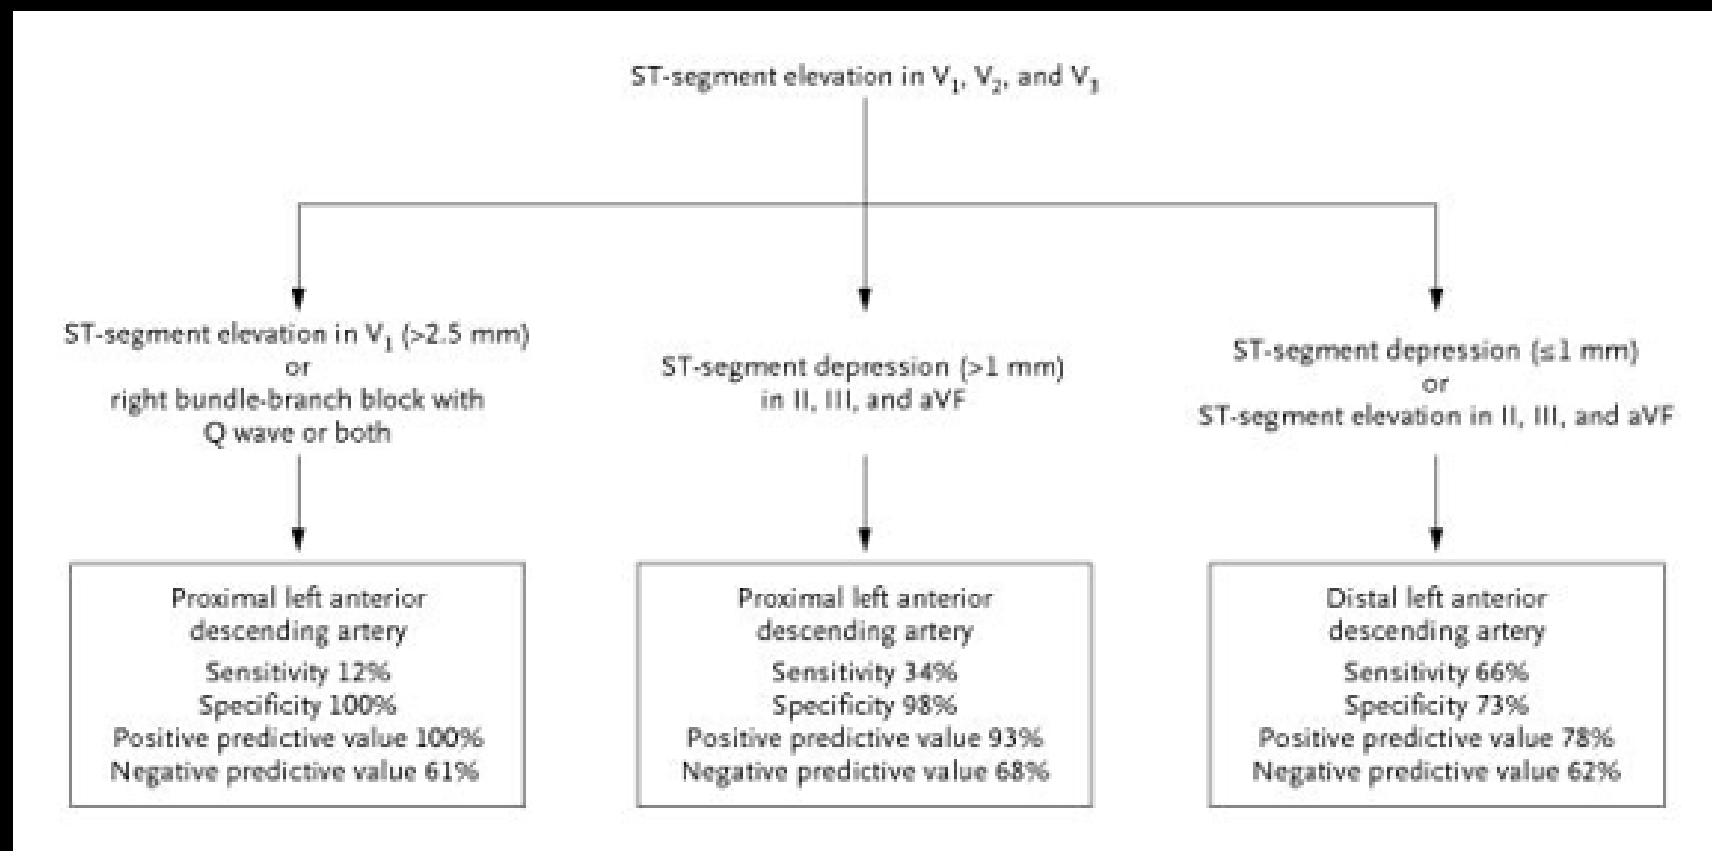 ST-segment elevation in V₁, V₂, and V₃
ST-segment elevation in V₁ (>2.5 mm)
or
right bundle-branch block with
Q wave or both
ST-segment depression (>1 mm)
in II, III, and aVF
ST-segment depression (≤1 mm)
or
ST-segment elevation in II, III, and aVF
Proximal left anterior
descending artery
Sensitivity 12%
Specificity 100%
Positive predictive value 100%
Negative predictive value 61%
Proximal left anterior
descending artery
Sensitivity 34%
Specificity 98%
Positive predictive value 93%
Negative predictive value 68%
Distal left anterior
descending artery
Sensitivity 66%
Specificity 73%
Positive predictive value 78%
Negative predictive value 62%